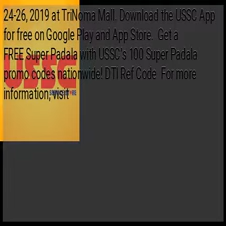 24-26, 2019 at TriNoma Mall. Download the USSC App
for free on Google Play and App Store. Get a
FREE Super Padala with USSC's 100 Super Padala
promo codes nationwide! DTI Ref Code. For more
information, visit
USSC